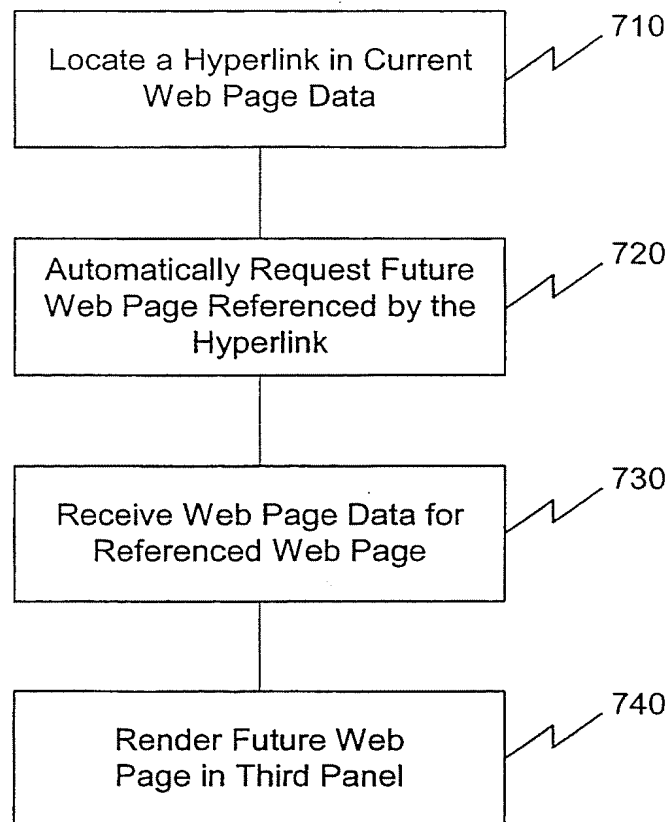 710
Locate a Hyperlink in Current
Web Page Data
720
Automatically Request Future
Web Page Referenced by the
Hyperlink
730
Receive Web Page Data for
Referenced Web Page
740
Render Future Web
Page in Third Panel